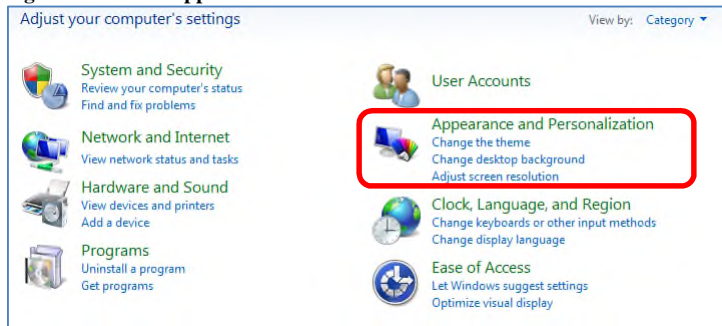 Adjust your computer's settings
View by: Category
System and Security
Review your computer's status
Find and fix problems
Network and Internet
View network status and tasks
Hardware and Sound
View devices and printers
Add a device
Programs
Uninstall a program
Get programs
User Accounts
Appearance and Personalization
Change the theme
Change desktop background
Adjust screen resolution
Clock, Language, and Region
Change keyboards or other input methods
Change display language
Ease of Access
Let Windows suggest settings
Optimize visual display